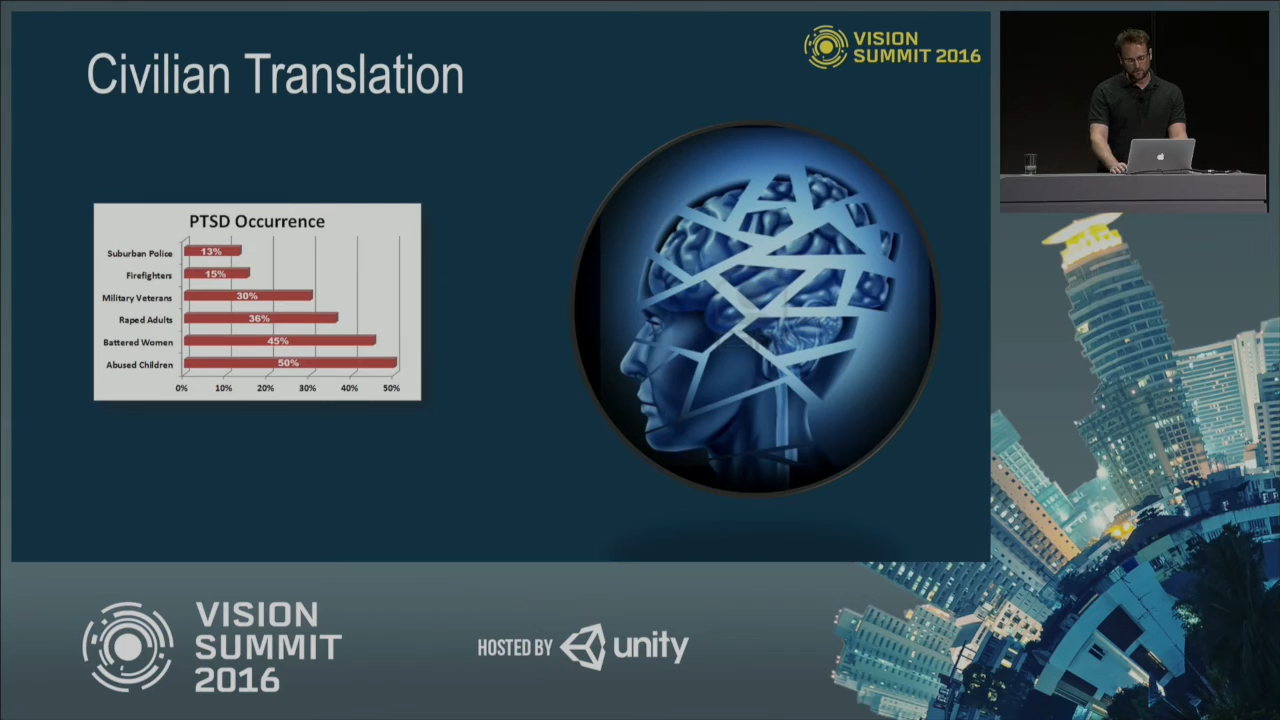 Civilian Translation
VISION
SUMMIT 2016
PTSD Occurrence
Suburban Police 13%
Firefighters 15%
Military Veterans 30%
Raped Adults 36%
Battered Women 45%
Abused Children 50%
0% 10% 20% 30% 40% 50%
VISION
SUMMIT
2016
HOSTED BY unity